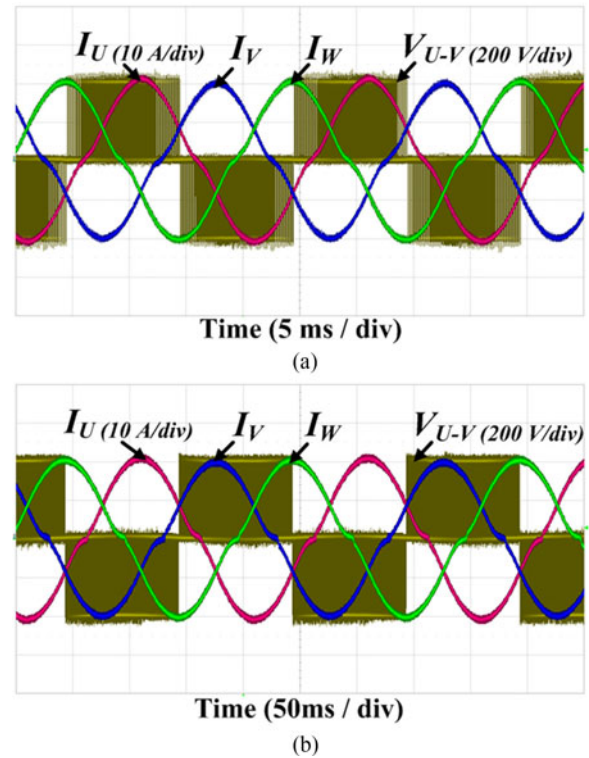 I_U (10 A/div) I_V I_W V_U-V (200 V/div)
Time (5 ms / div)
(a)
I_U (10 A/div) I_V I_W V_U-V (200 V/div)
Time (50ms / div)
(b)